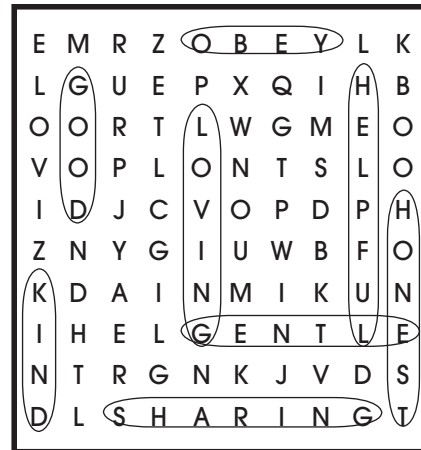 E M R Z O B E Y L K
L G U E P X Q I H B
O O R T L W G M E O
V O P L O N T S L O
I D J C V O P D P H
Z N Y G I U W B F O
K D A I N M I K U N
I H E L G E N T L E
N T R G N K J V D S
D L S H A R I N G T